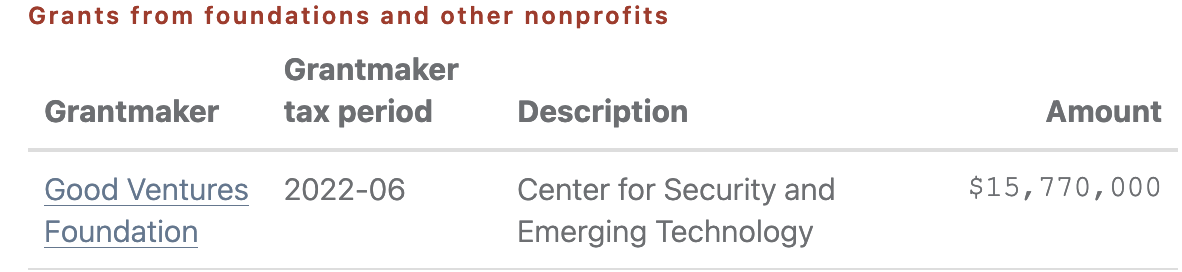 Grants from foundations and other nonprofits
Grantmaker
Grantmaker
tax period
Description
Amount
Good Ventures
Foundation
2022-06
Center for Security and
Emerging Technology
$15,770,000